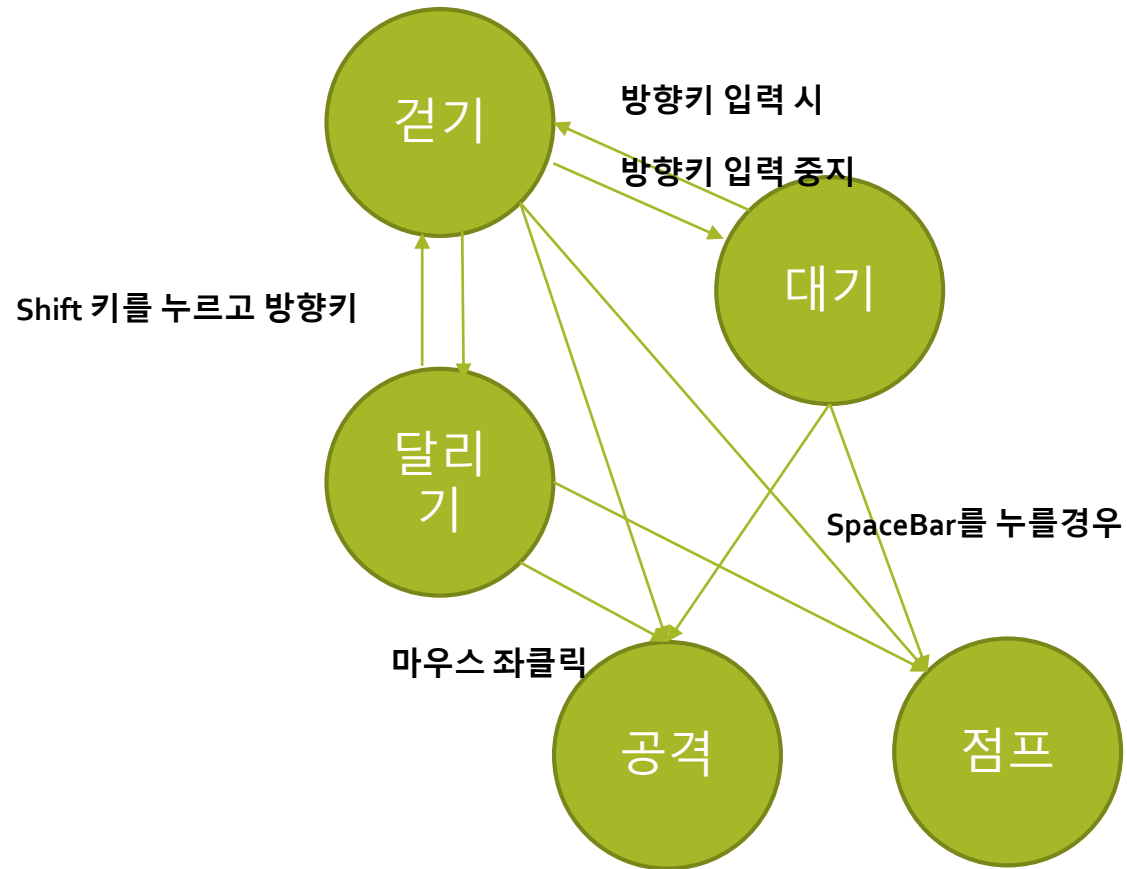 걷기
방향키 입력 시
방향키 입력 중지
대기
Shift 키를 누르고 방향키
달리
기
SpaceBar를 누를경우
마우스 좌클릭
공격
점프